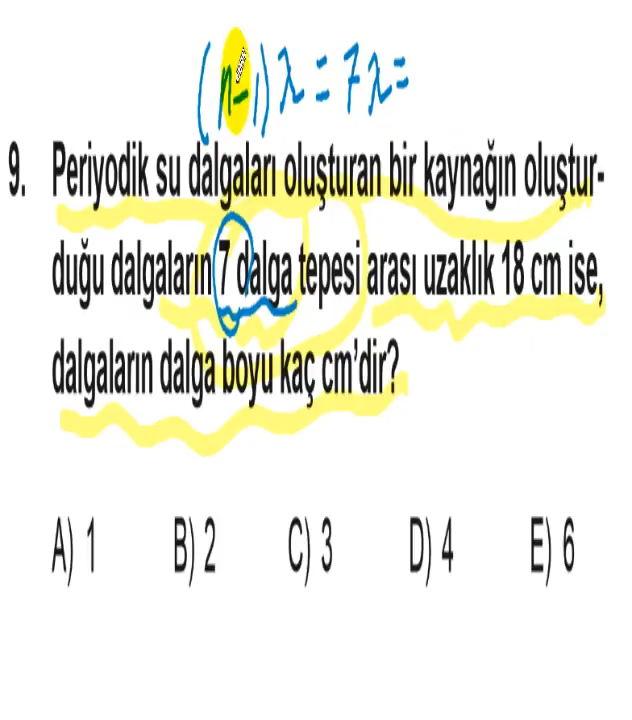 (n-1)λ = 7λ =
9. Periyodik su dalgaları oluşturan bir kaynağın oluştur-
duğu dalgaların 7 dalga tepesi arası uzaklık 18 cm ise,
dalgaların dalga boyu kaç cm'dir?
A) 1 B) 2 C) 3 D) 4 E) 6